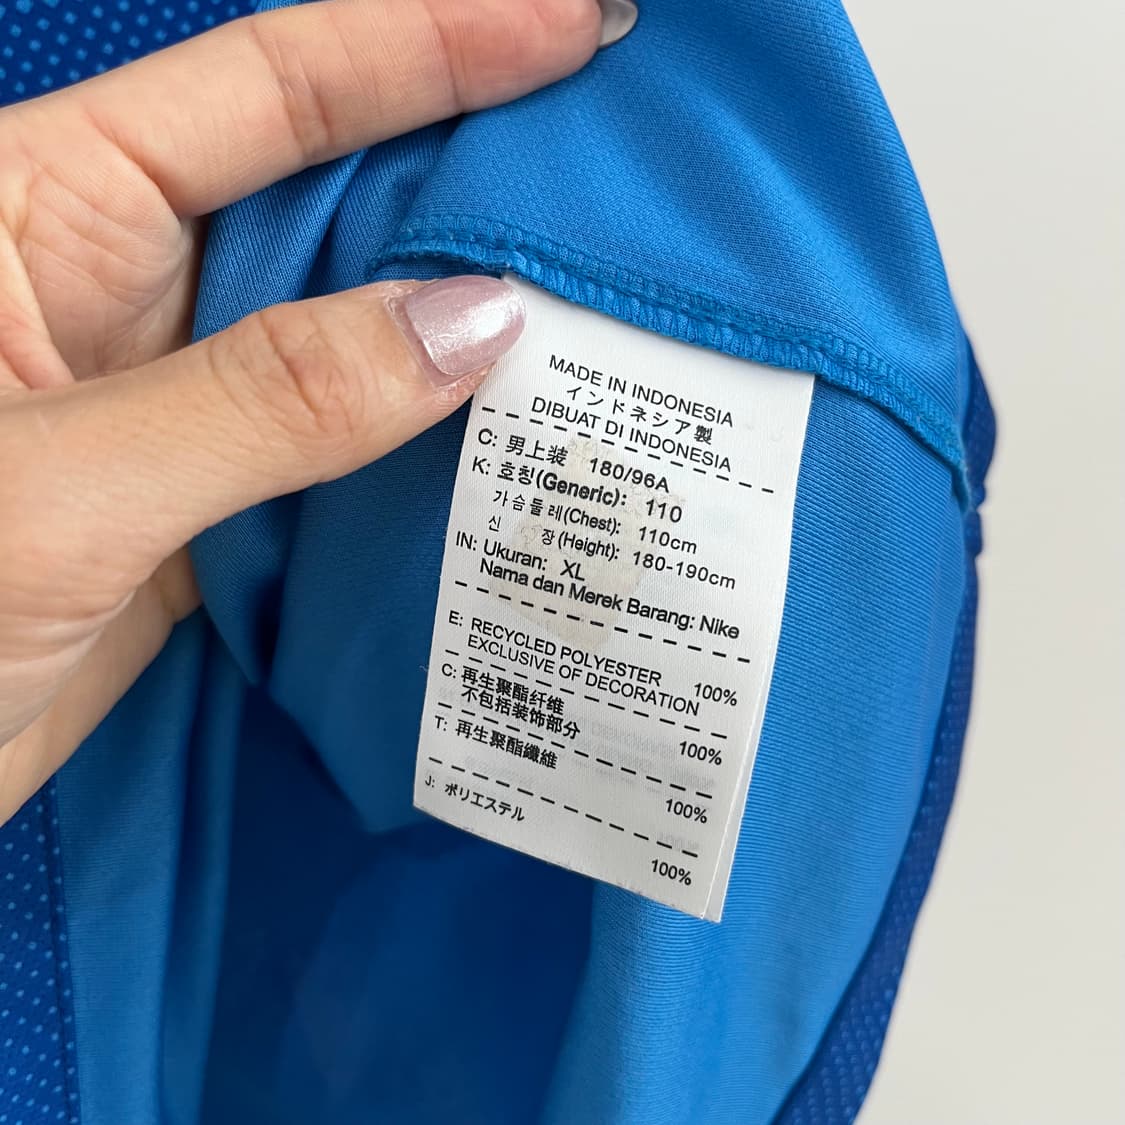 MADE IN INDONESIA
インドネシア製
DIBUAT DI INDONESIA
C: 男上装 180/96A
K: 호칭(Generic): 110
가슴둘레(Chest): 110cm
신 장(Height): 180-190cm
IN: Ukuran: XL
Nama dan Merek Barang: Nike
E: RECYCLED POLYESTER 100%
EXCLUSIVE OF DECORATION
C: 再生聚酯纤维 100%
不包括装饰部分
T: 再生聚酯纖維 100%
J: ポリエステル 100%